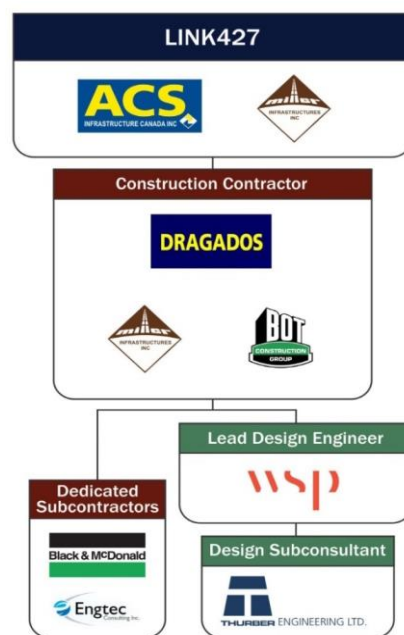 LINK427
ACS
INFRASTRUCTURE CANADA INC
miller
INFRASTRUCTURES
INC
Construction Contractor
DRAGADOS
miller
INFRASTRUCTURES
INC
BOT
CONSTRUCTION
GROUP
Lead Design Engineer
wsp
Dedicated
Subcontractors
Black & McDonald
Engtec
Consulting Inc.
Design Subconsultant
THURBER ENGINEERING LTD.